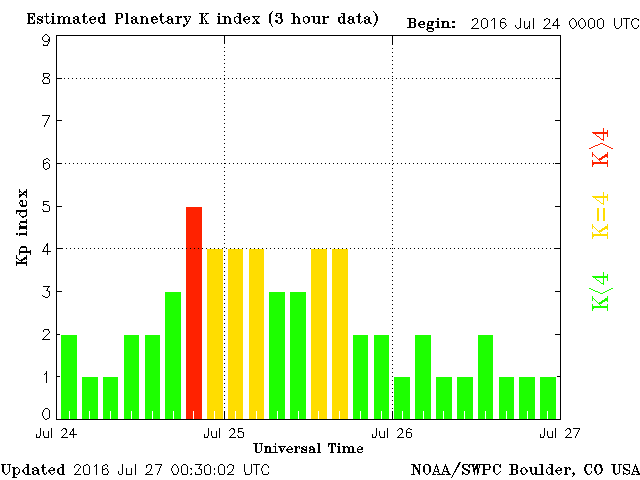 Estimated Planetary K index (3 hour data) Begin: 2016 Jul 24 0000 UTC
9
8
7
6
5
4
3
2
1
0
Kp index
K>4
K=4
K<4
Jul 24 Jul 25 Jul 26 Jul 27
Universal Time
Updated 2016 Jul 27 00:30:02 UTC NOAA/SWPC Boulder, CO USA